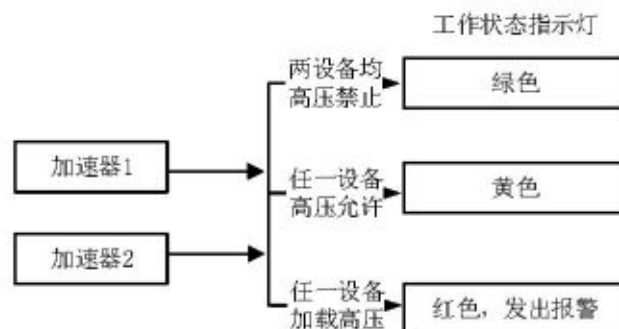 工作状态指示灯
两设备均
高压禁止
绿色
加速器1
任一设备
高压允许
黄色
加速器2
任一设备
加载高压
红色，发出报警